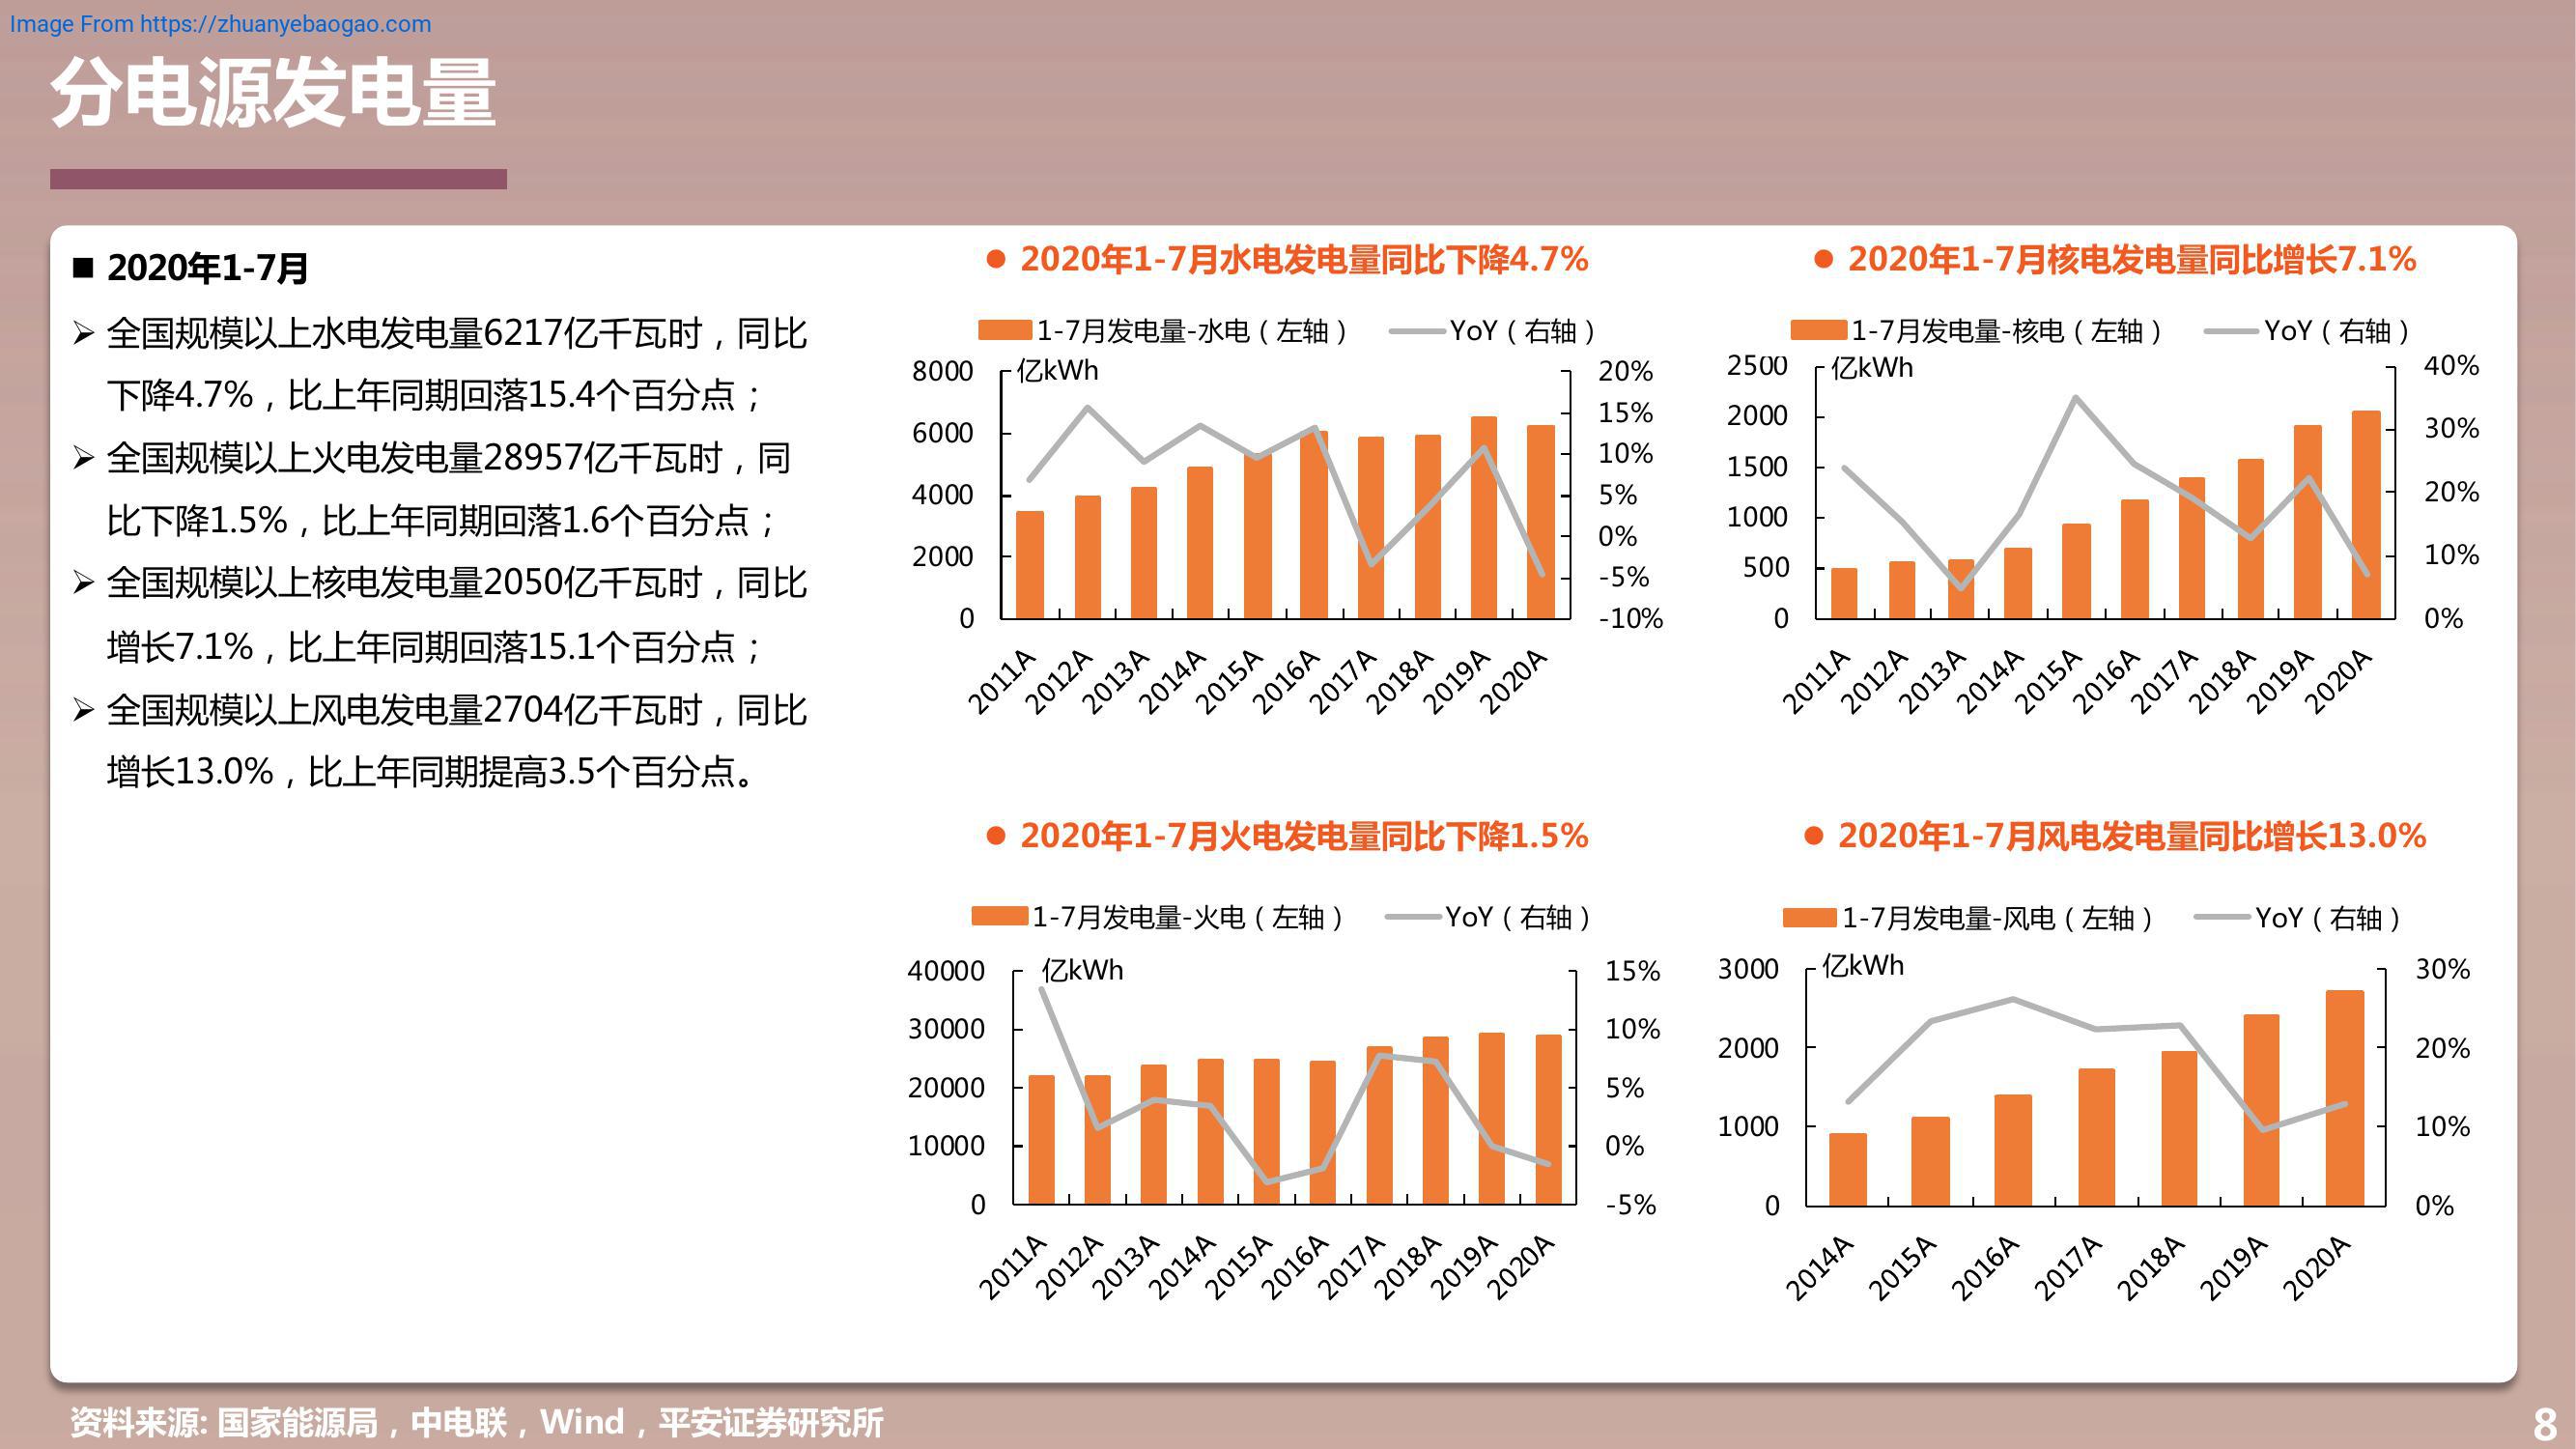 Image From https://zhuanyebaogao.com
分电源发电量
■ 2020年1-7月
➢ 全国规模以上水电发电量6217亿千瓦时，同比
下降4.7%，比上年同期回落15.4个百分点；
➢ 全国规模以上火电发电量28957亿千瓦时，同
比下降1.5%，比上年同期回落1.6个百分点；
➢ 全国规模以上核电发电量2050亿千瓦时，同比
增长7.1%，比上年同期回落15.1个百分点；
➢ 全国规模以上风电发电量2704亿千瓦时，同比
增长13.0%，比上年同期提高3.5个百分点。
● 2020年1-7月水电发电量同比下降4.7%
1-7月发电量-水电（左轴） YoY（右轴）
亿kWh
8000
6000
4000
2000
0
20%
15%
10%
5%
0%
-5%
-10%
2011A 2012A 2013A 2014A 2015A 2016A 2017A 2018A 2019A 2020A
● 2020年1-7月核电发电量同比增长7.1%
1-7月发电量-核电（左轴） YoY（右轴）
亿kWh
2500
2000
1500
1000
500
0
40%
30%
20%
10%
0%
2011A 2012A 2013A 2014A 2015A 2016A 2017A 2018A 2019A 2020A
● 2020年1-7月火电发电量同比下降1.5%
1-7月发电量-火电（左轴） YoY（右轴）
亿kWh
40000
30000
20000
10000
0
15%
10%
5%
0%
-5%
2011A 2012A 2013A 2014A 2015A 2016A 2017A 2018A 2019A 2020A
● 2020年1-7月风电发电量同比增长13.0%
1-7月发电量-风电（左轴） YoY（右轴）
亿kWh
3000
2000
1000
0
30%
20%
10%
0%
2014A 2015A 2016A 2017A 2018A 2019A 2020A
资料来源: 国家能源局，中电联，Wind，平安证券研究所
8